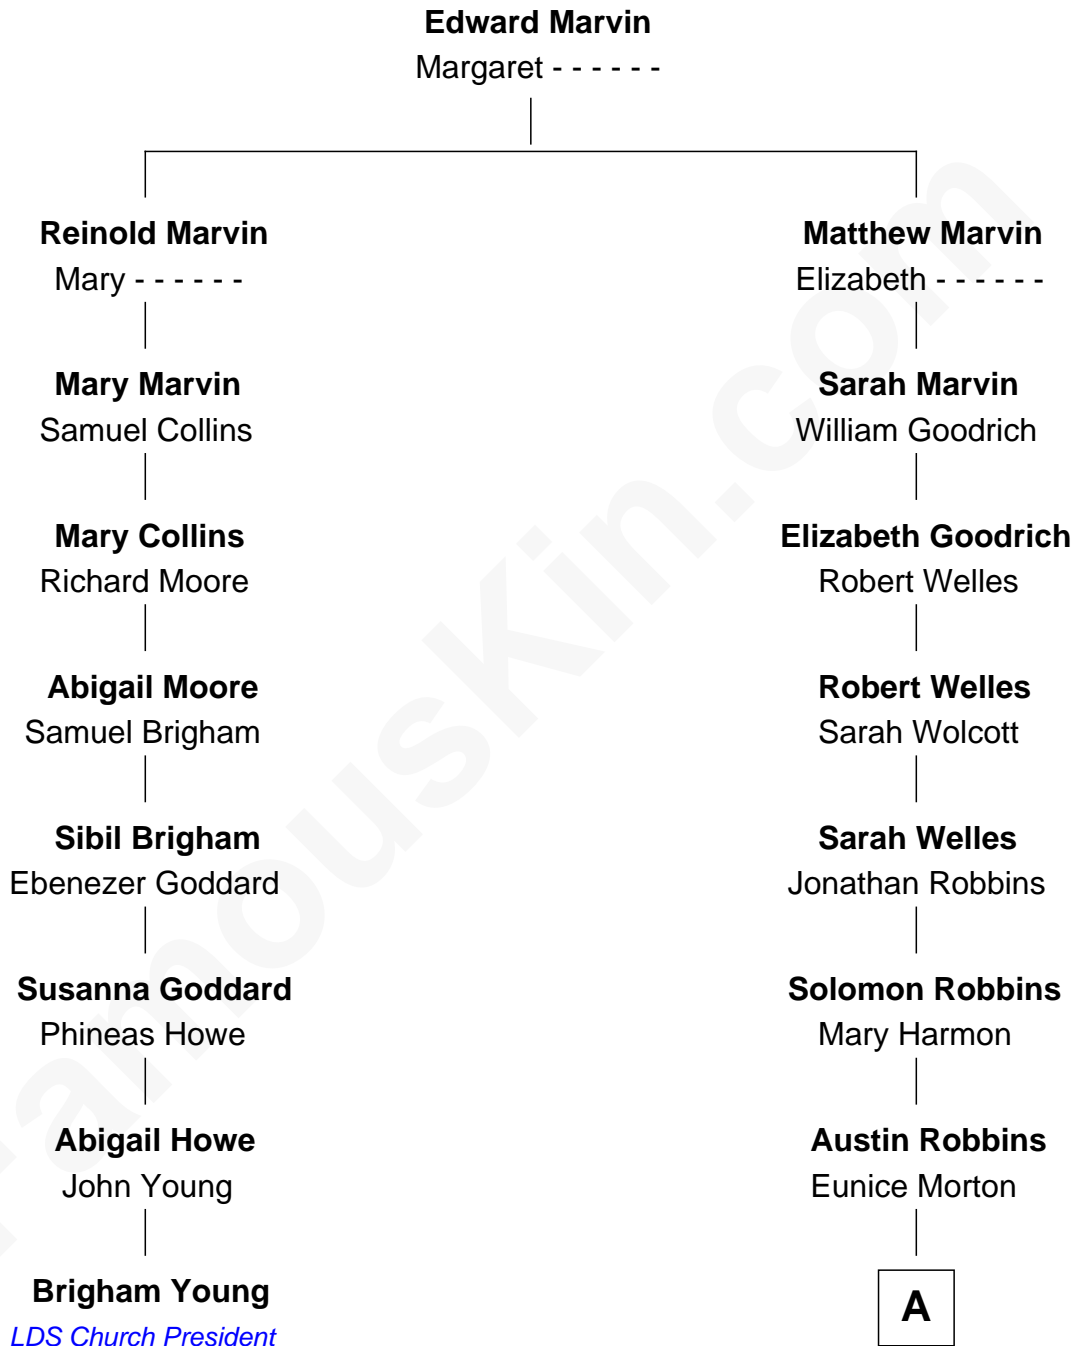 Edward Marvin
Margaret - - - - - -
Reinold Marvin
Mary - - - - - -
Matthew Marvin
Elizabeth - - - - - -
Mary Marvin
Samuel Collins
Sarah Marvin
William Goodrich
Mary Collins
Richard Moore
Elizabeth Goodrich
Robert Welles
Abigail Moore
Samuel Brigham
Robert Welles
Sarah Wolcott
Sibil Brigham
Ebenezer Goddard
Sarah Welles
Jonathan Robbins
Susanna Goddard
Phineas Howe
Solomon Robbins
Mary Harmon
Abigail Howe
John Young
Austin Robbins
Eunice Morton
Brigham Young
LDS Church President
A
FamousKin.com